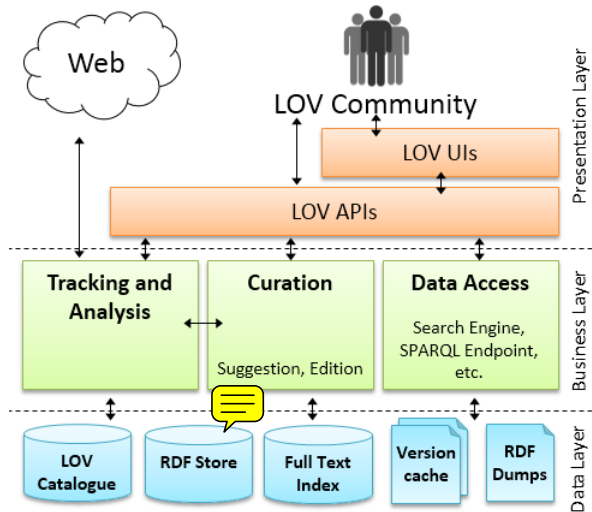 Web
LOV Community
LOV UIs
LOV APIs
Presentation Layer
Tracking and
Analysis
Curation
Suggestion, Edition
Data Access
Search Engine,
SPARQL Endpoint,
etc.
Business Layer
LOV
Catalogue
RDF Store
Full Text
Index
Version
cache
RDF
Dumps
Data Layer